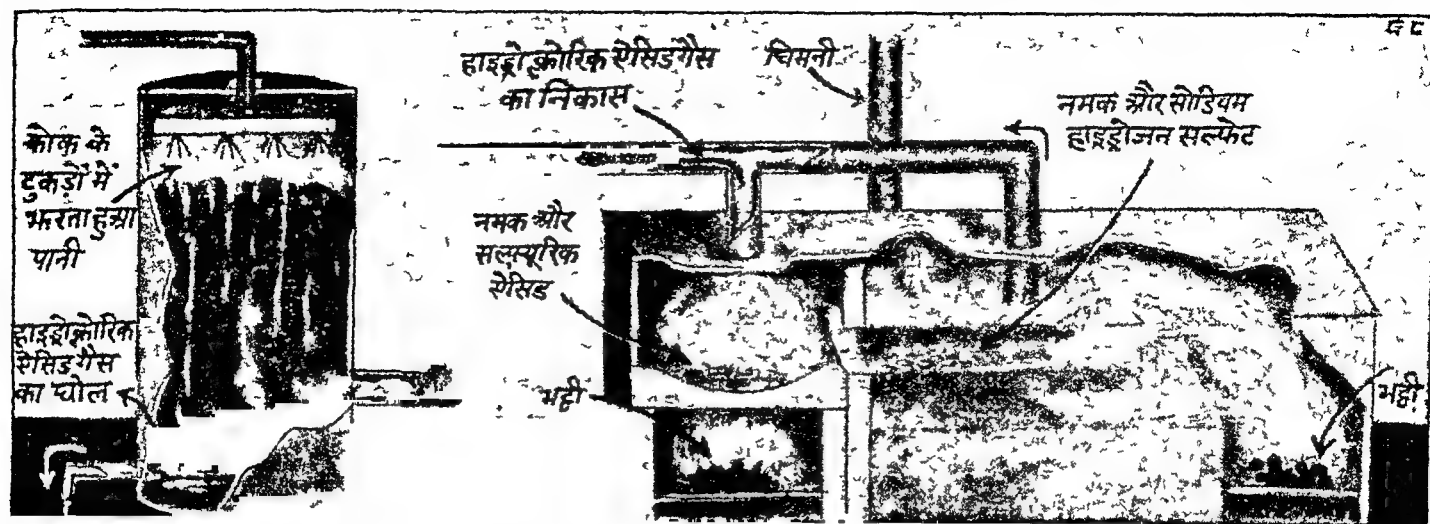 कोक के
टुकड़ों में
झरता हुआ
पानी
हाइड्रोक्लोरिक
ऐसिड गैस
का घोल
हाइड्रोक्लोरिक ऐसिड गैस
का निकास
चिमनी
नमक और सोडियम
हाइड्रोजन सल्फेट
नमक और
सल्फ्यूरिक
ऐसिड
भट्टी
भट्टी